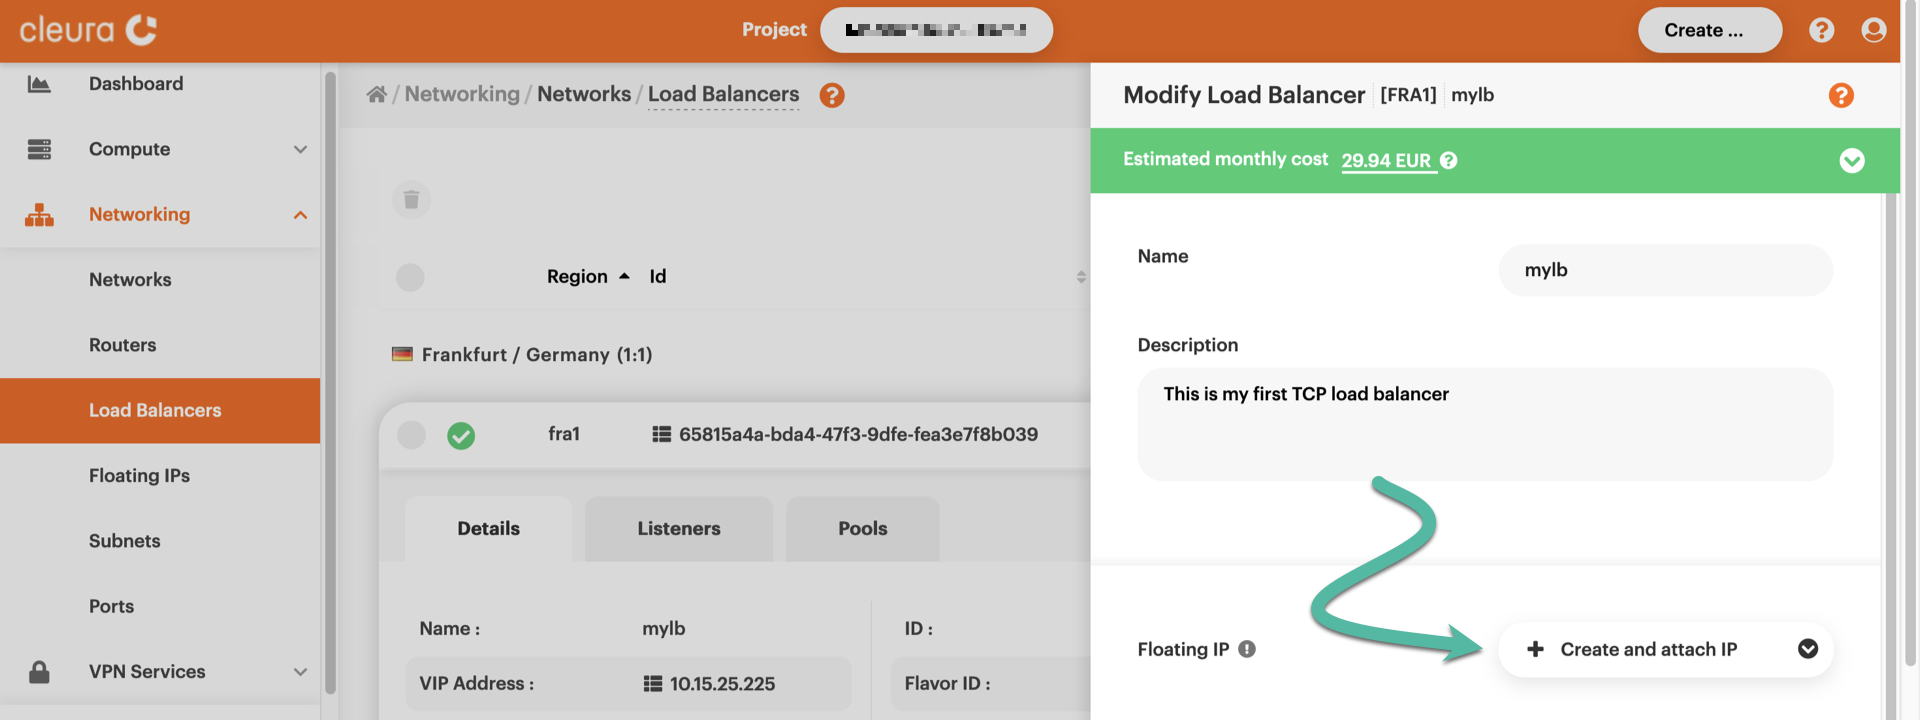 cleura
Project
Create ...
Dashboard
Compute
Networking
Networks
Routers
Load Balancers
Floating IPs
Subnets
Ports
VPN Services
/ Networking / Networks / Load Balancers
Region Id
Frankfurt / Germany (1:1)
fra1 65815a4a-bda4-47f3-9dfe-fea3e7f8b039
Details Listeners Pools
Name : mylb ID :
VIP Address : 10.15.25.225 Flavor ID :
Modify Load Balancer [FRA1] mylb
Estimated monthly cost 29.94 EUR
Name mylb
Description
This is my first TCP load balancer
Floating IP Create and attach IP